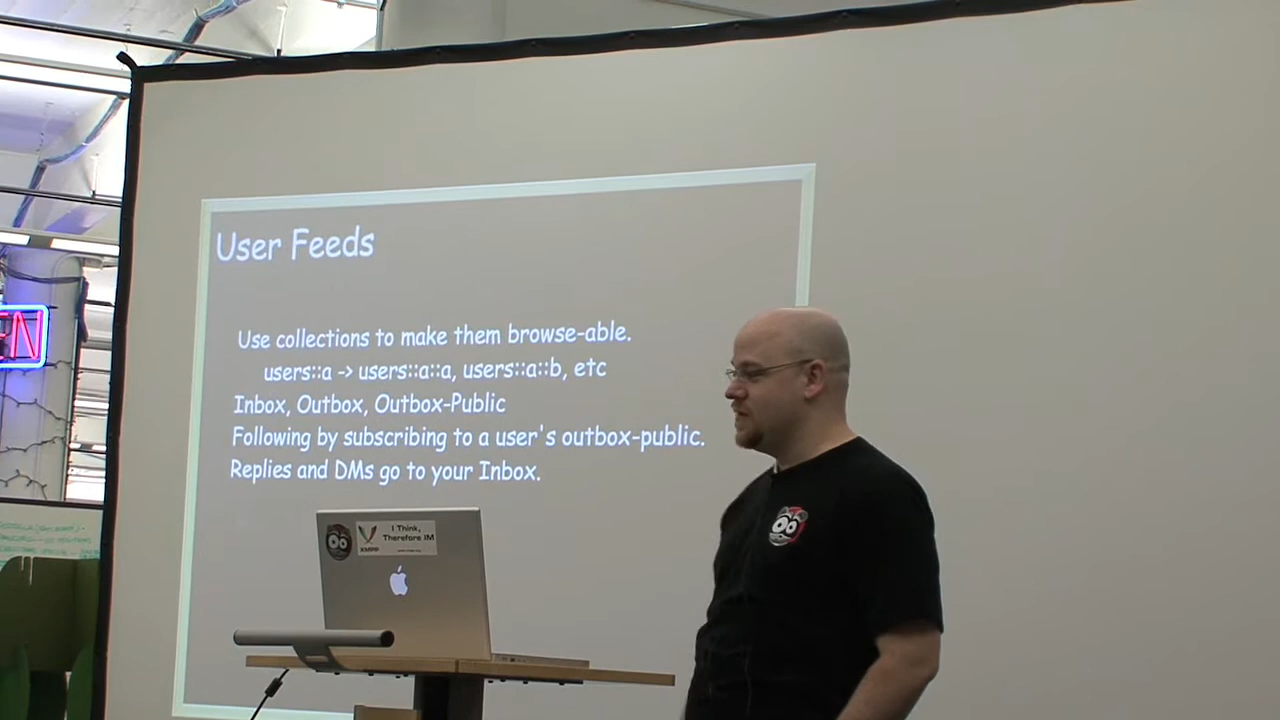 User Feeds
Use collections to make them browse-able.
users::a -> users::a::a, users::a::b, etc
Inbox, Outbox, Outbox-Public
Following by subscribing to a user's outbox-public.
Replies and DMs go to your Inbox.
I Think,
Therefore IM
XMPP
EN